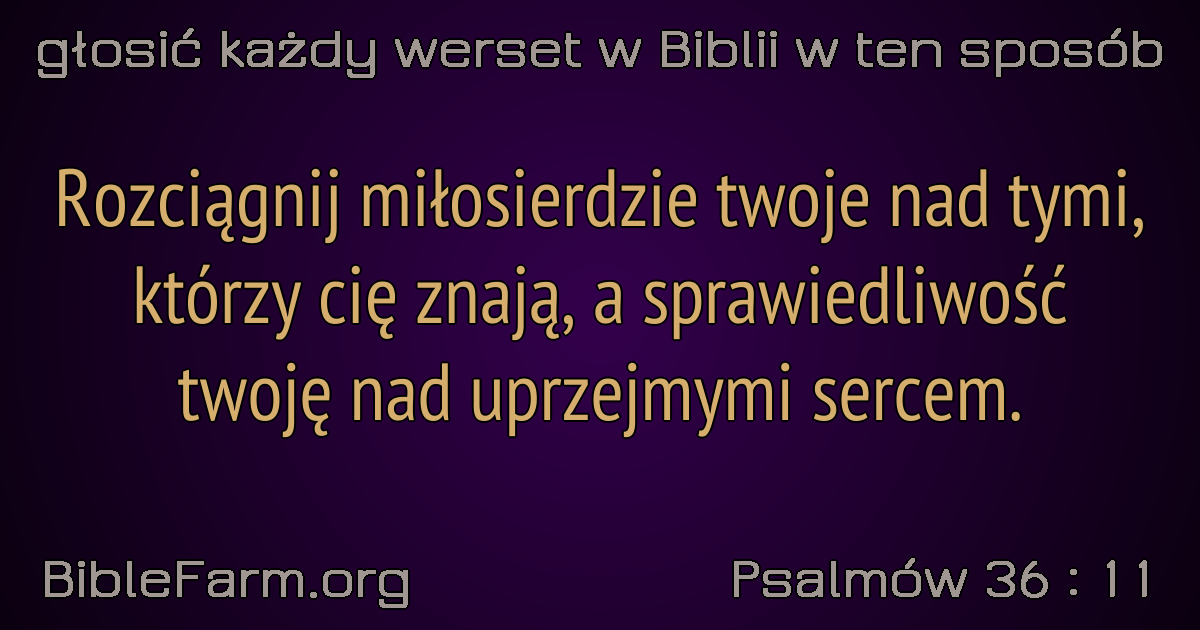 głosić każdy werset w Biblii w ten sposób
Rozciągnij miłosierdzie twoje nad tymi,
którzy cię znają, a sprawiedliwość
twoję nad uprzejmymi sercem.
BibleFarm.org
Psalmów 36 : 11